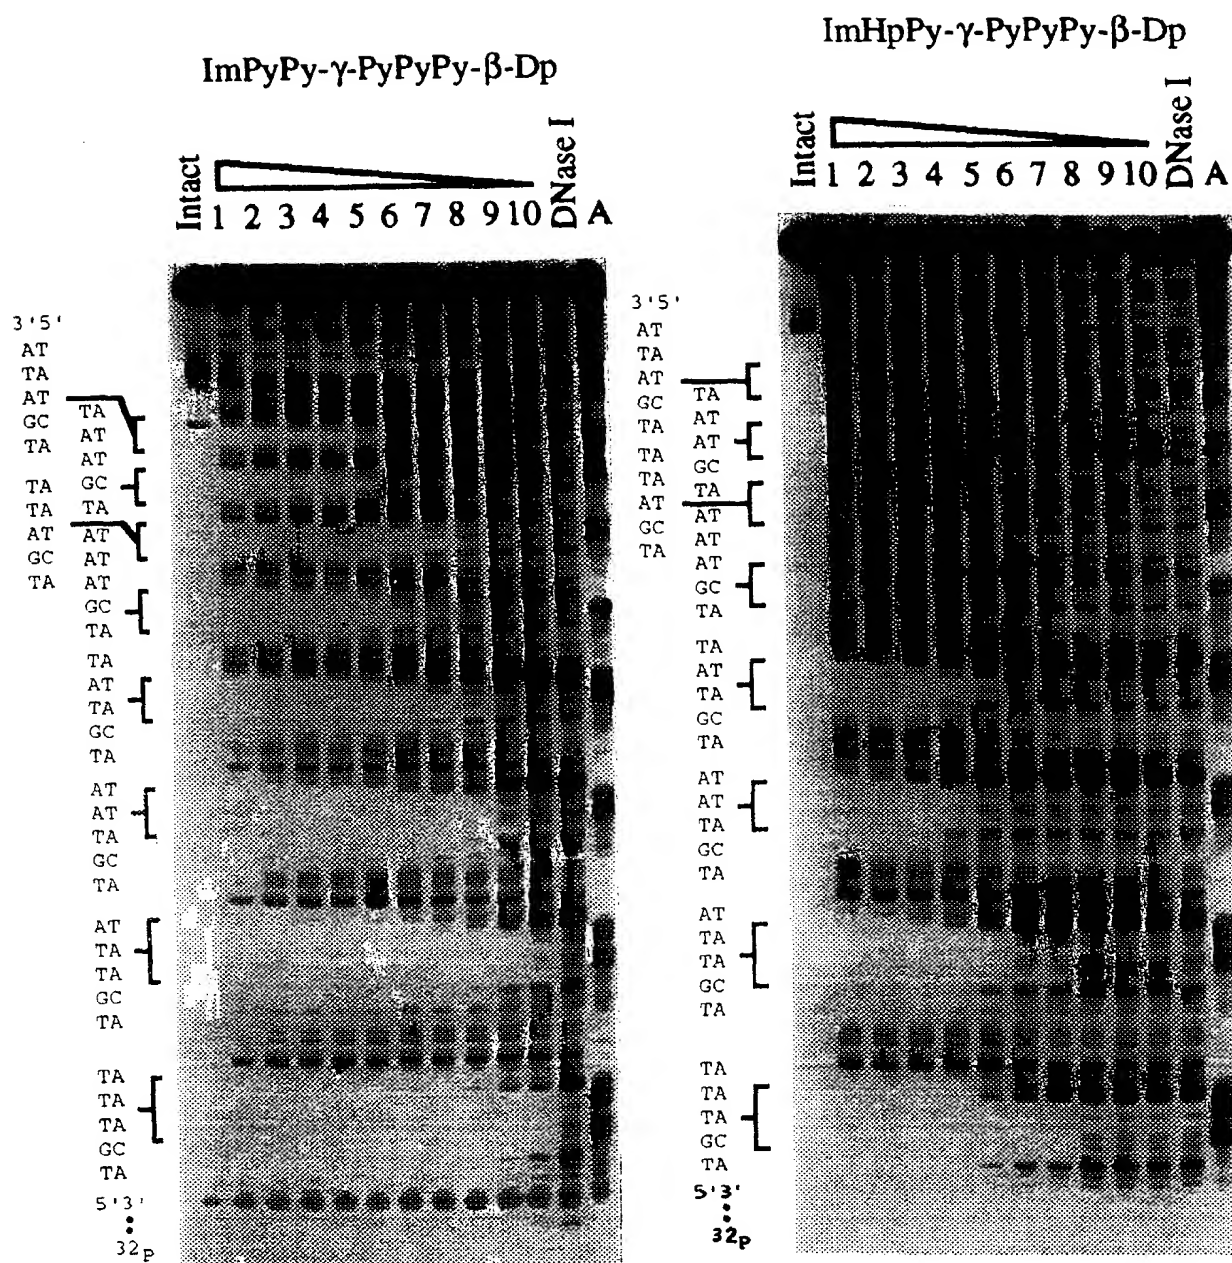 ImPyPy-γ-PyPyPy-β-Dp
Intact
1 2 3 4 5 6 7 8 9 10
DNase I
A
3'5'
AT
TA
AT
GC
TA
TA
TA
AT
GC
TA
TA
AT
AT
GC
TA
AT
AT
AT
GC
TA
TA
AT
TA
GC
TA
AT
AT
TA
GC
TA
AT
TA
TA
GC
TA
TA
TA
TA
GC
TA
5'3'
32P
ImHpPy-γ-PyPyPy-β-Dp
Intact
1 2 3 4 5 6 7 8 9 10
DNase I
A
3'5'
AT
TA
AT
GC
TA
TA
TA
AT
GC
TA
TA
AT
AT
GC
TA
AT
AT
AT
GC
TA
TA
AT
TA
GC
TA
AT
AT
TA
GC
TA
AT
TA
TA
GC
TA
TA
TA
TA
GC
TA
5'3'
32P